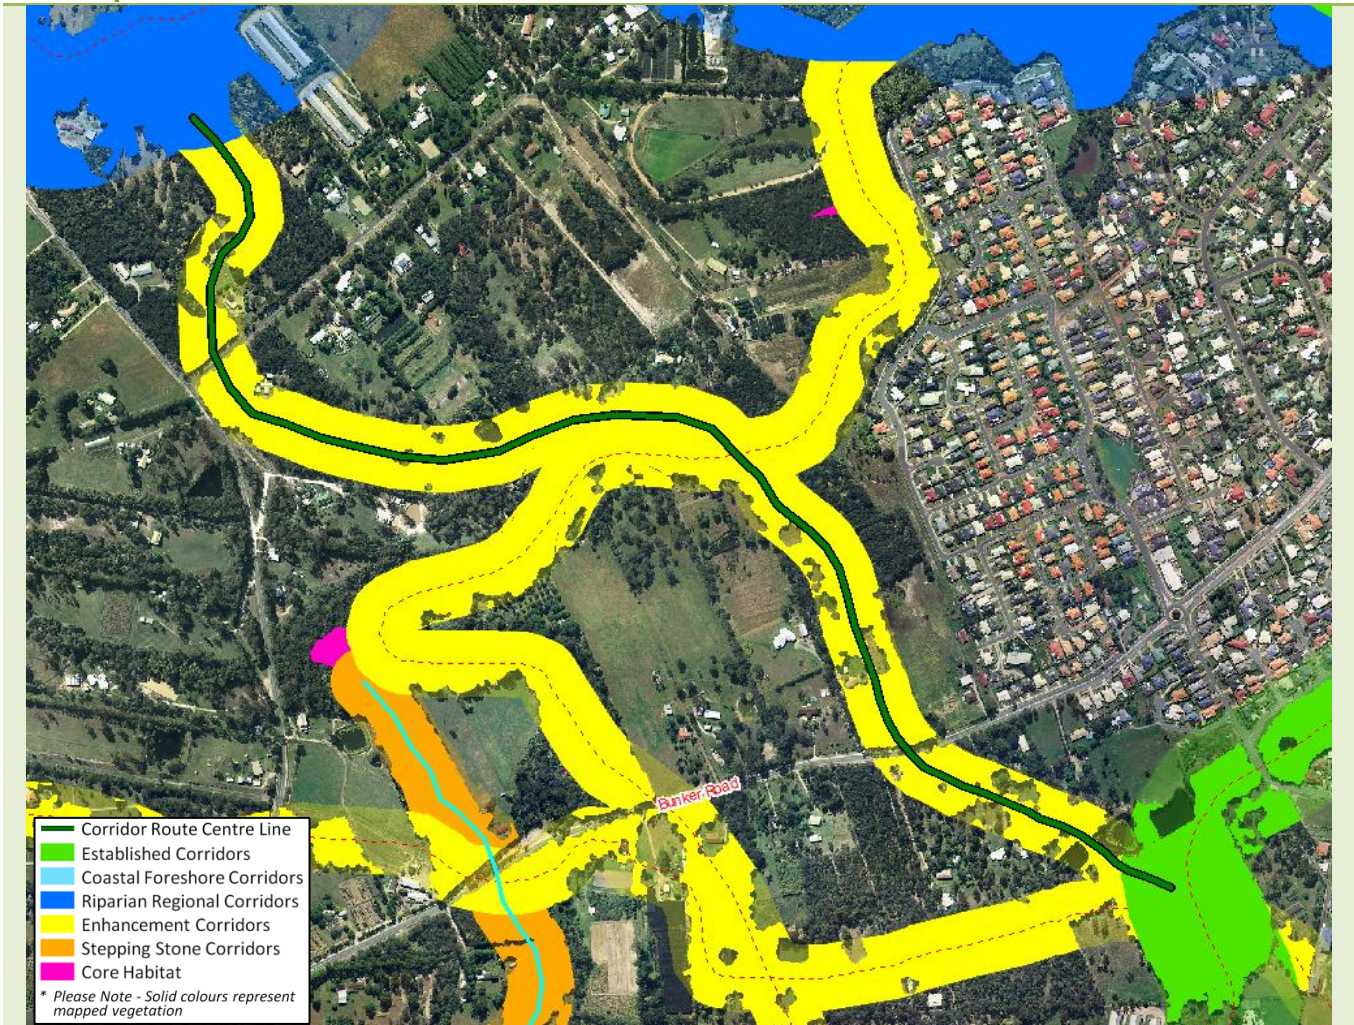 Bunker Road
Corridor Route Centre Line
Established Corridors
Coastal Foreshore Corridors
Riparian Regional Corridors
Enhancement Corridors
Stepping Stone Corridors
Core Habitat
* Please Note - Solid colours represent
mapped vegetation